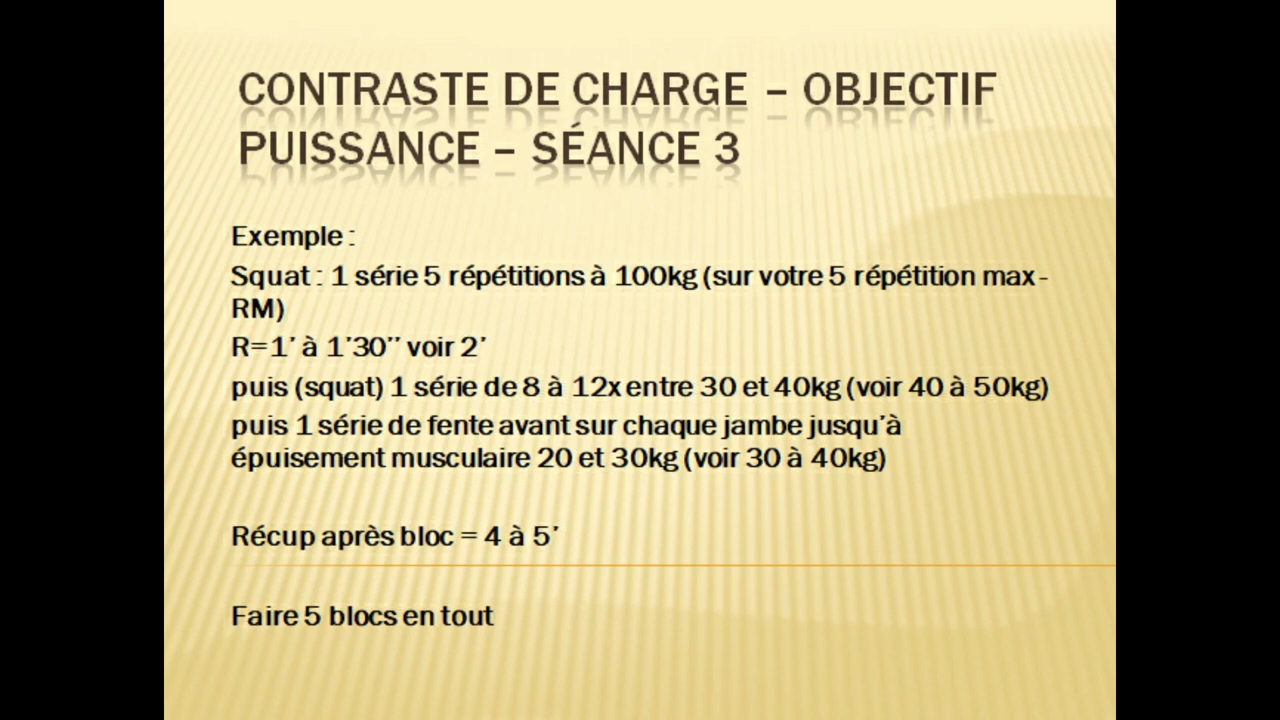 CONTRASTE DE CHARGE – OBJECTIF
PUISSANCE – SÉANCE 3
Exemple :
Squat : 1 série 5 répétitions à 100kg (sur votre 5 répétition max -
RM)
R=1’ à 1’30’’ voir 2’
puis (squat) 1 série de 8 à 12x entre 30 et 40kg (voir 40 à 50kg)
puis 1 série de fente avant sur chaque jambe jusqu’à
épuisement musculaire 20 et 30kg (voir 30 à 40kg)
Récup après bloc = 4 à 5’
Faire 5 blocs en tout